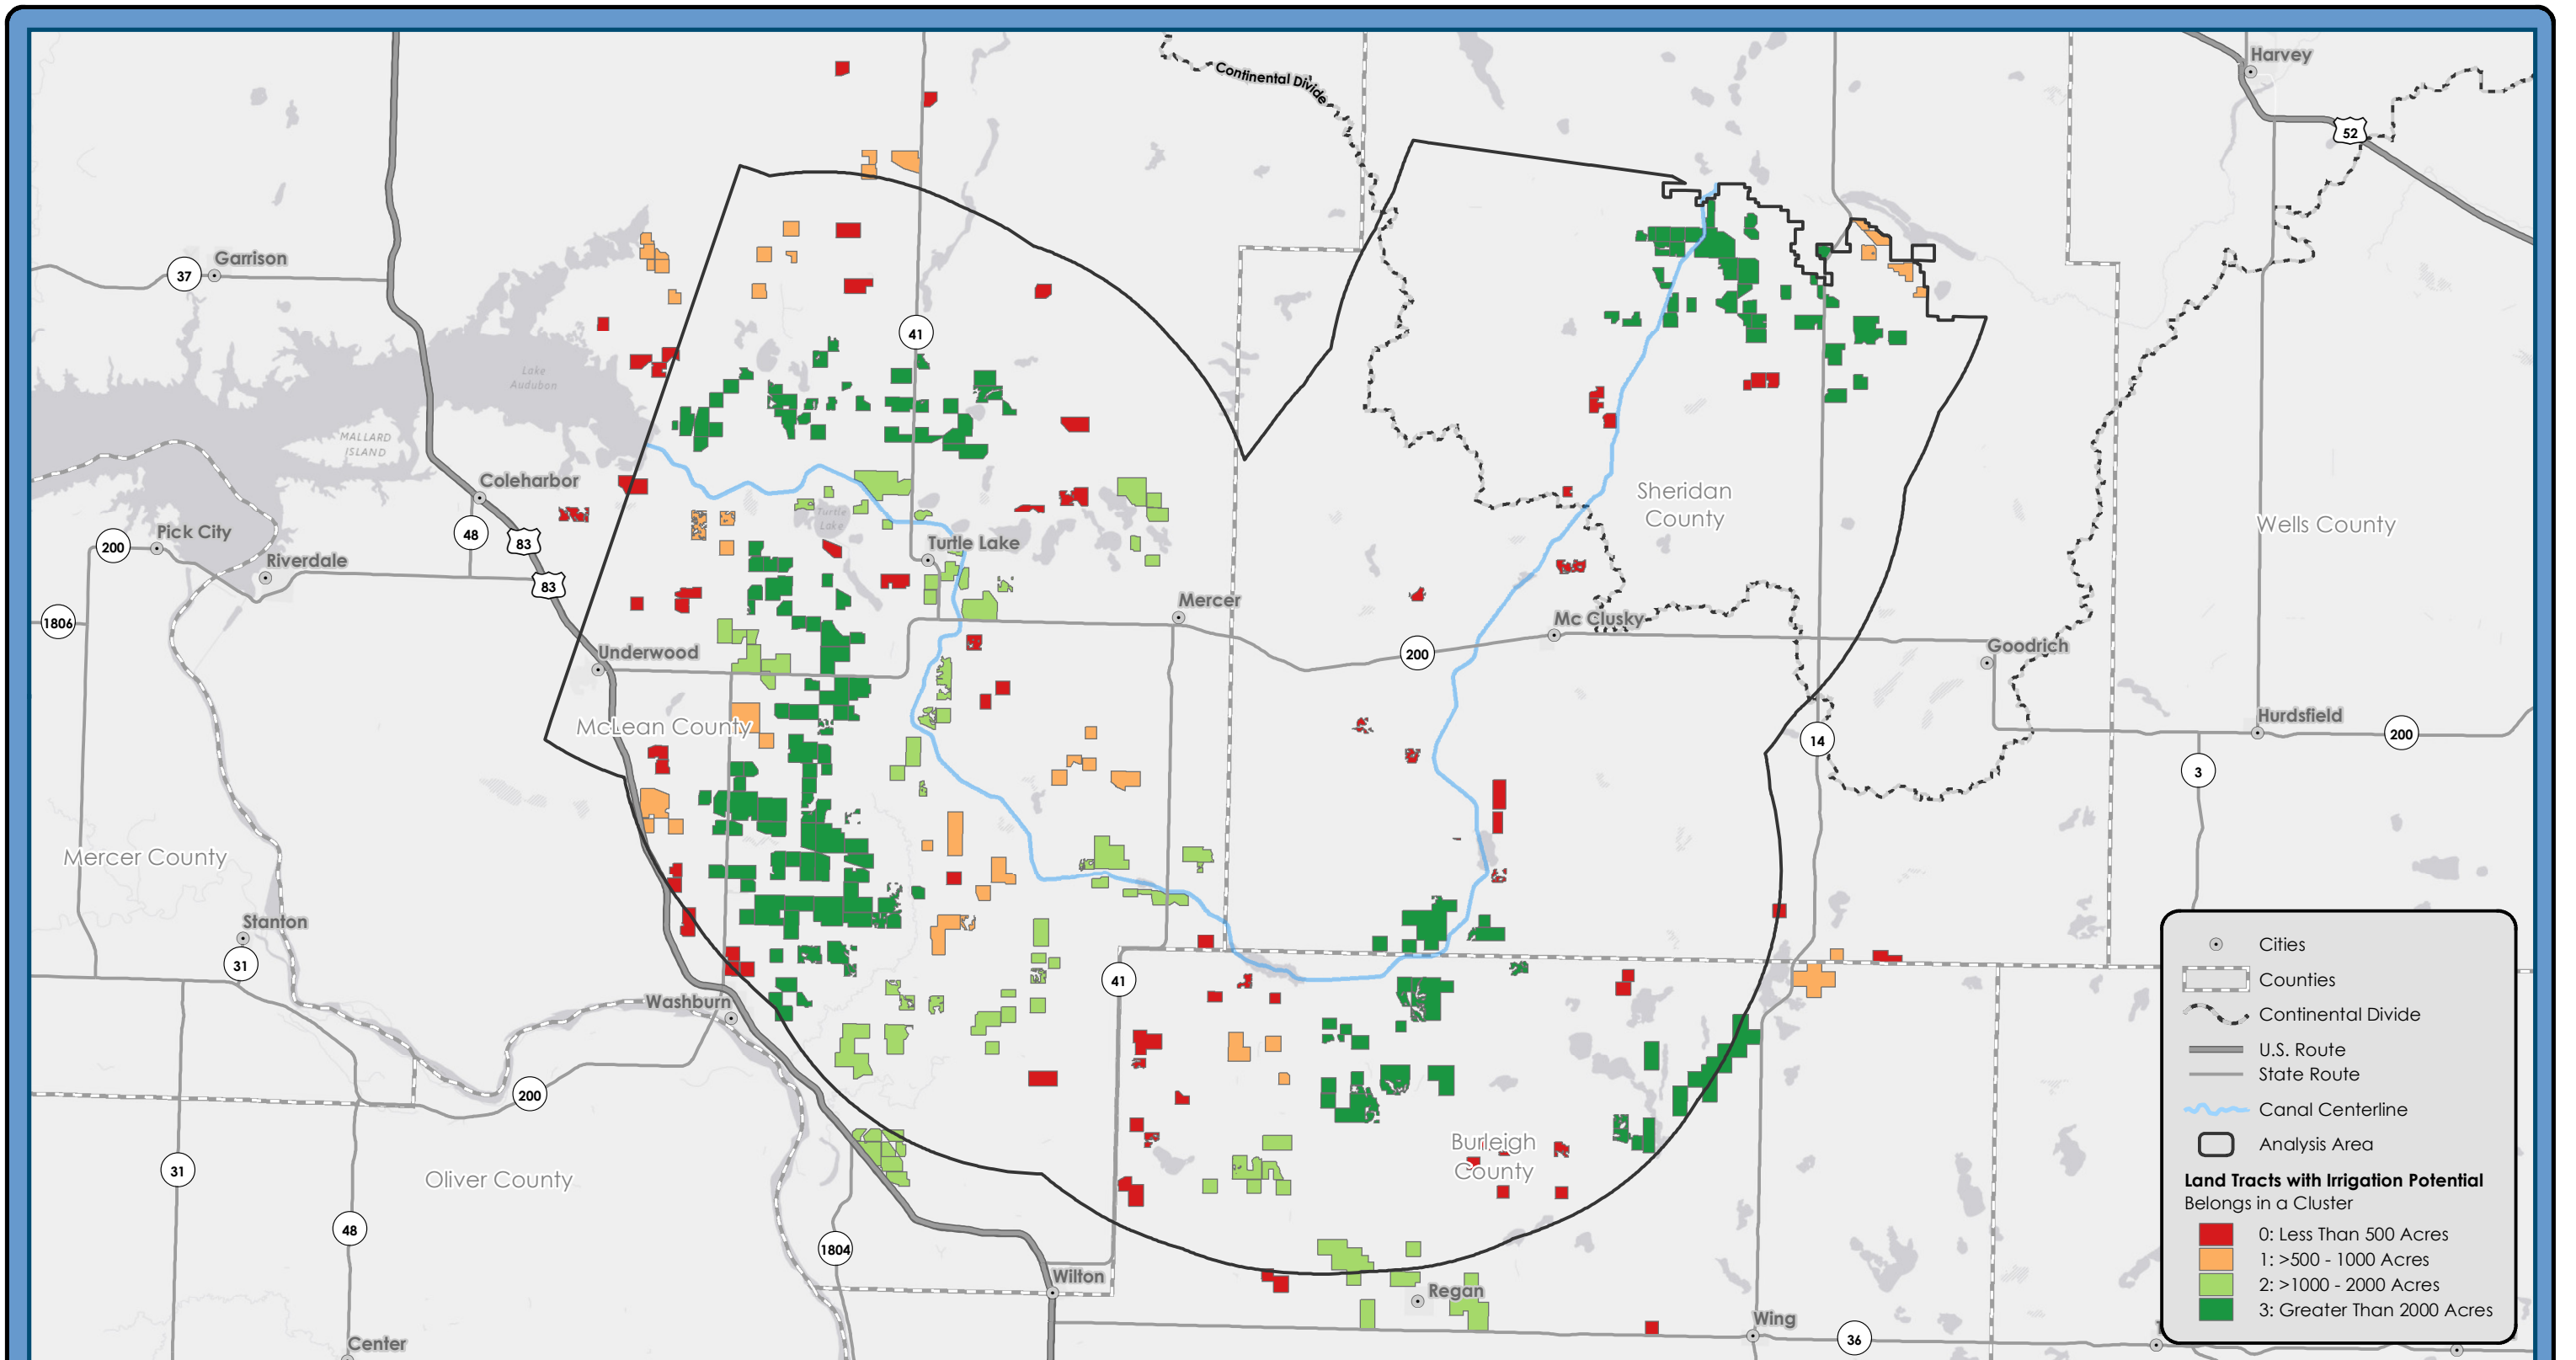 Harvey
Continental Divide
52
Garrison
37
41
Lake
Audubon
MALLARD
ISLAND
Coleharbor
Sheridan
County
Wells County
Turtle
Lake
Pick City
48
83
200
Turtle Lake
Riverdale
83
Mercer
1806
Mc Clusky
Underwood
200
Goodrich
McLean County
Hurdsfield
14
200
3
Mercer County
Stanton
31
41
Washburn
200
Burleigh
County
31
Oliver County
48
1804
Wilton
Regan
Wing
36
Center
Cities
Counties
Continental Divide
U.S. Route
State Route
Canal Centerline
Analysis Area
Land Tracts with Irrigation Potential
Belongs in a Cluster
0: Less Than 500 Acres
1: >500 - 1000 Acres
2: >1000 - 2000 Acres
3: Greater Than 2000 Acres